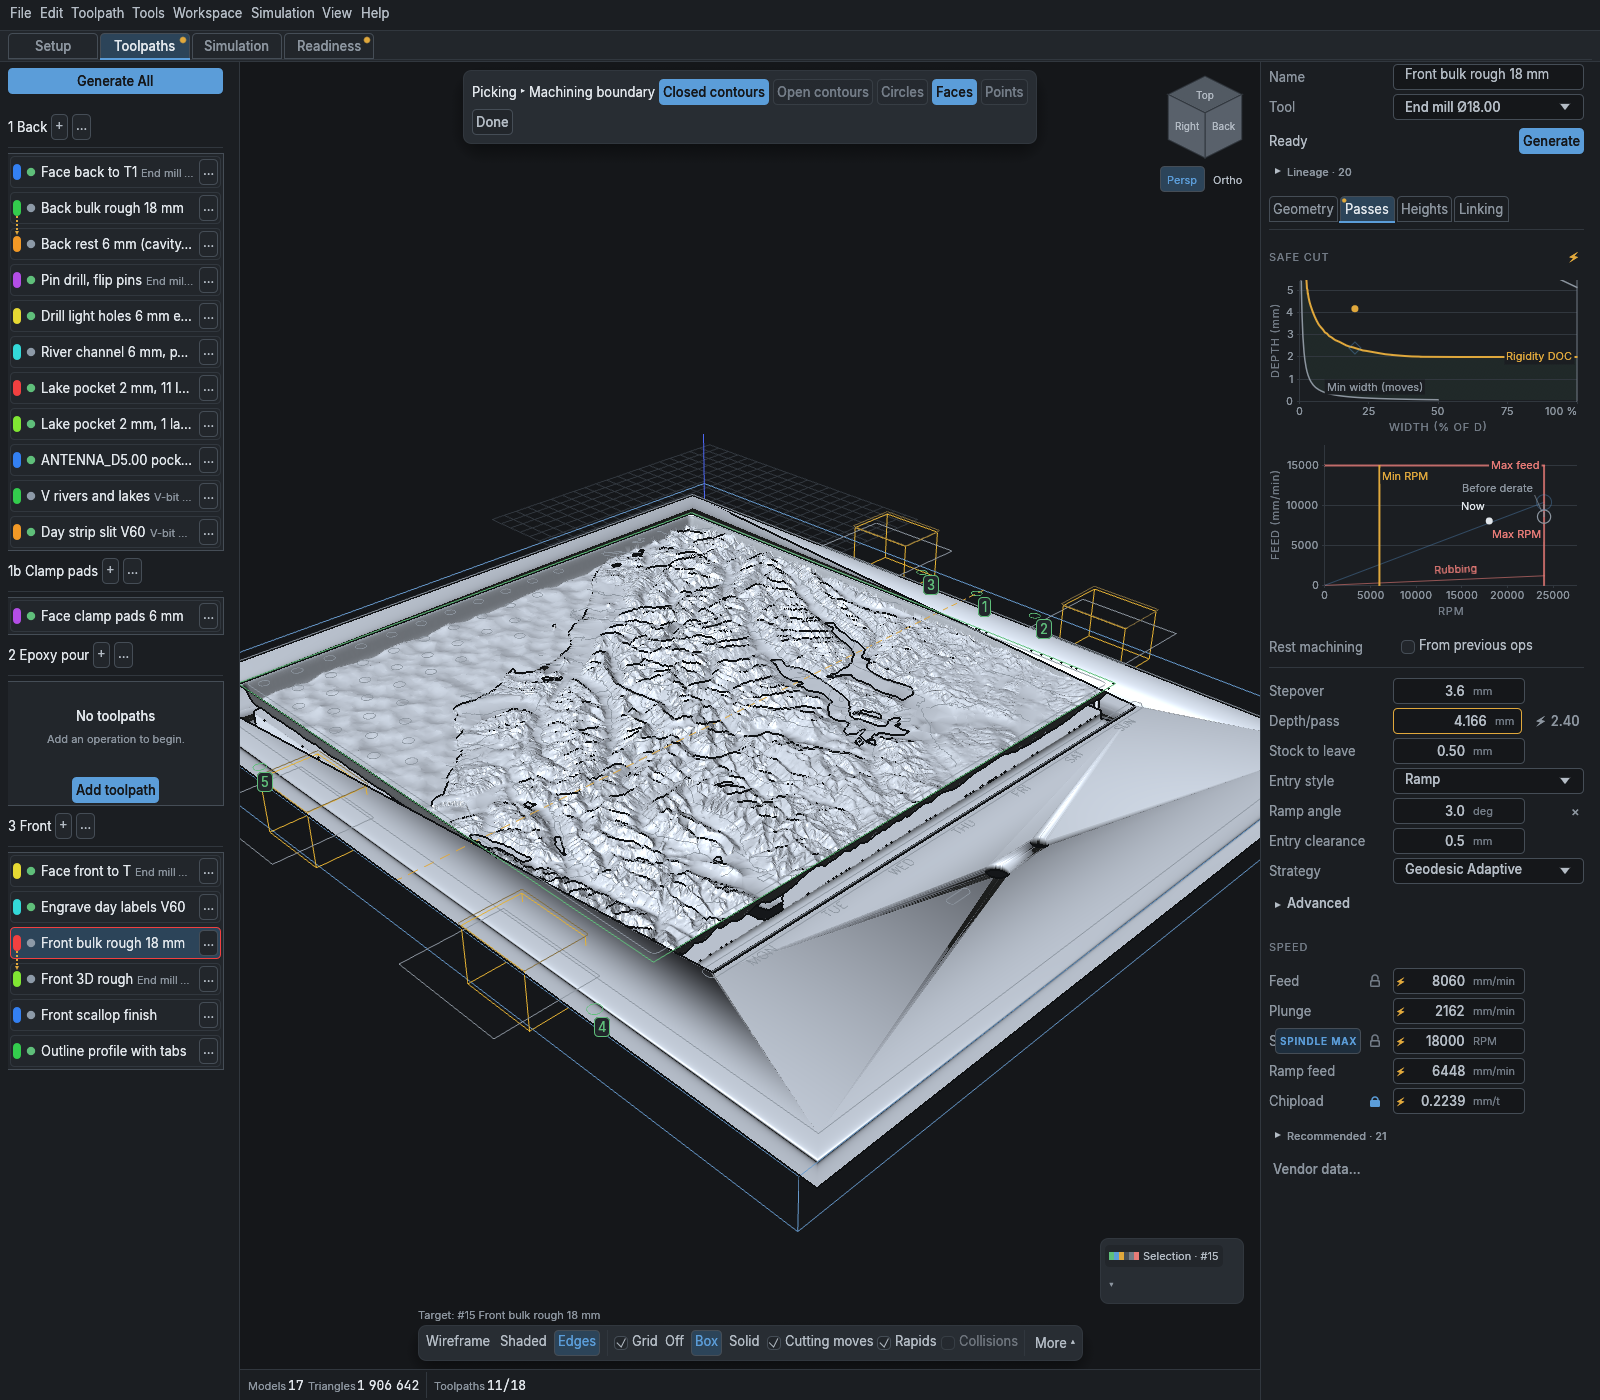 File Edit Toolpath Tools Workspace Simulation View Help
Setup Toolpaths Simulation Readiness
Generate All
1 Back + ...
Face back to T1 End mill ... ...
Back bulk rough 18 mm ...
Back rest 6 mm (cavity... ...
Pin drill, flip pins End mil... ...
Drill light holes 6 mm e... ...
River channel 6 mm, p... ...
Lake pocket 2 mm, 11 l... ...
Lake pocket 2 mm, 1 la... ...
ANTENNA_D5.00 pock... ...
V rivers and lakes V-bit ... ...
Day strip slit V60 V-bit ... ...
1b Clamp pads + ...
Face clamp pads 6 mm ...
2 Epoxy pour + ...
No toolpaths
Add an operation to begin.
Add toolpath
3 Front + ...
Face front to T End mill ... ...
Engrave day labels V60 ...
Front bulk rough 18 mm ...
Front 3D rough End mill ... ...
Front scallop finish ...
Outline profile with tabs ...
Picking ▸ Machining boundary Closed contours Open contours Circles Faces Points
Done
Top
Right Back
Persp Ortho
3
1
2
5
4
SAT
FRI
THU
WED
TUE
MON
Selection · #15
Target: #15 Front bulk rough 18 mm
Wireframe Shaded Edges Grid Off Box Solid Cutting moves Rapids Collisions More
Models 17 Triangles 1 906 642 Toolpaths 11/18
Name Front bulk rough 18 mm
Tool End mill Ø18.00
Ready Generate
Lineage · 20
Geometry Passes Heights Linking
SAFE CUT
DEPTH (mm)
5
4
3
2
1
0
Rigidity DOC
Min width (moves)
0 25 50 75 100 %
WIDTH (% OF D)
FEED (mm/min)
15000
10000
5000
0
Max feed
Min RPM
Before derate
Now
Max RPM
Rubbing
0 5000 10000 15000 20000 25000
RPM
Rest machining From previous ops
Stepover 3.6 mm
Depth/pass 4.166 mm ⚡ 2.40
Stock to leave 0.50 mm
Entry style Ramp
Ramp angle 3.0 deg ×
Entry clearance 0.5 mm
Strategy Geodesic Adaptive
Advanced
SPEED
Feed 8060 mm/min
Plunge 2162 mm/min
S SPINDLE MAX 18000 RPM
Ramp feed 6448 mm/min
Chipload 0.2239 mm/t
Recommended · 21
Vendor data...